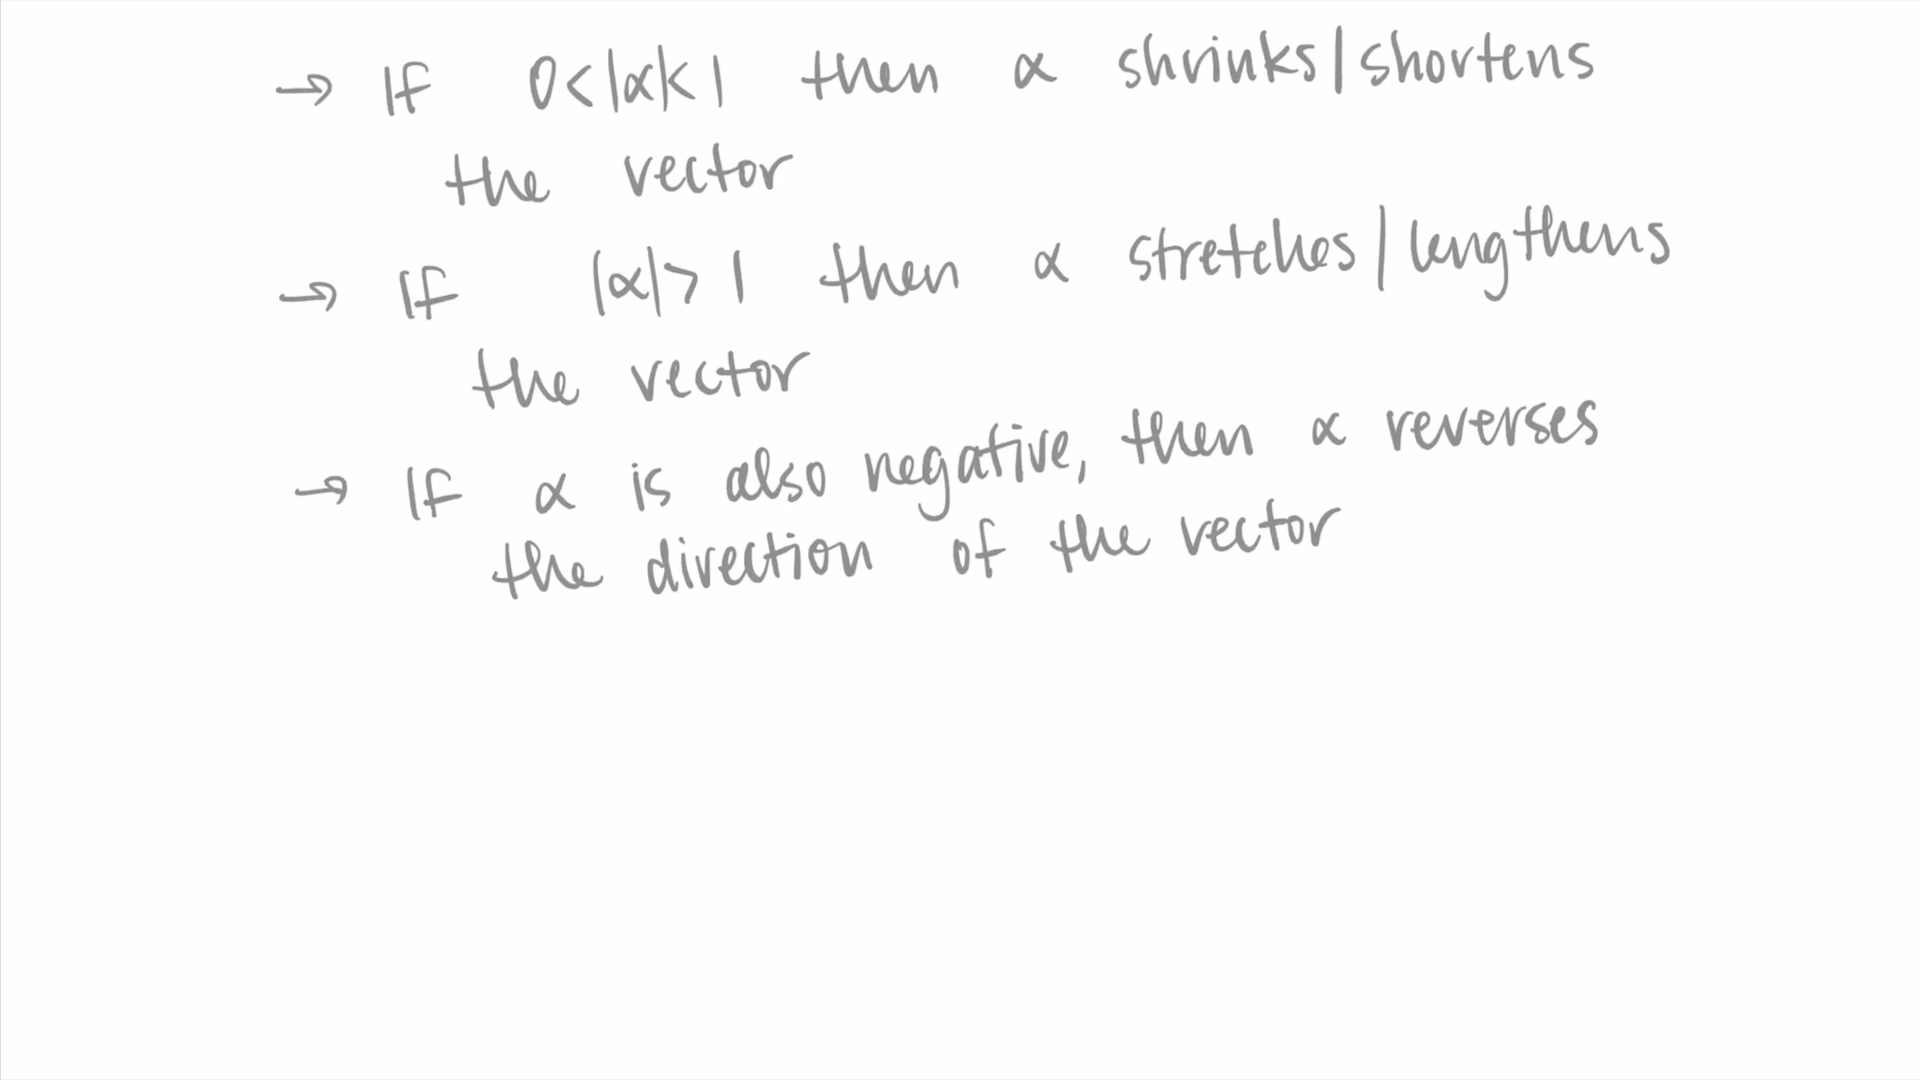 → If 0<|α|<1 then α shrinks/shortens
the vector
→ If |α|>1 then α stretches/lengthens
the vector
→ If α is also negative, then α reverses
the direction of the vector